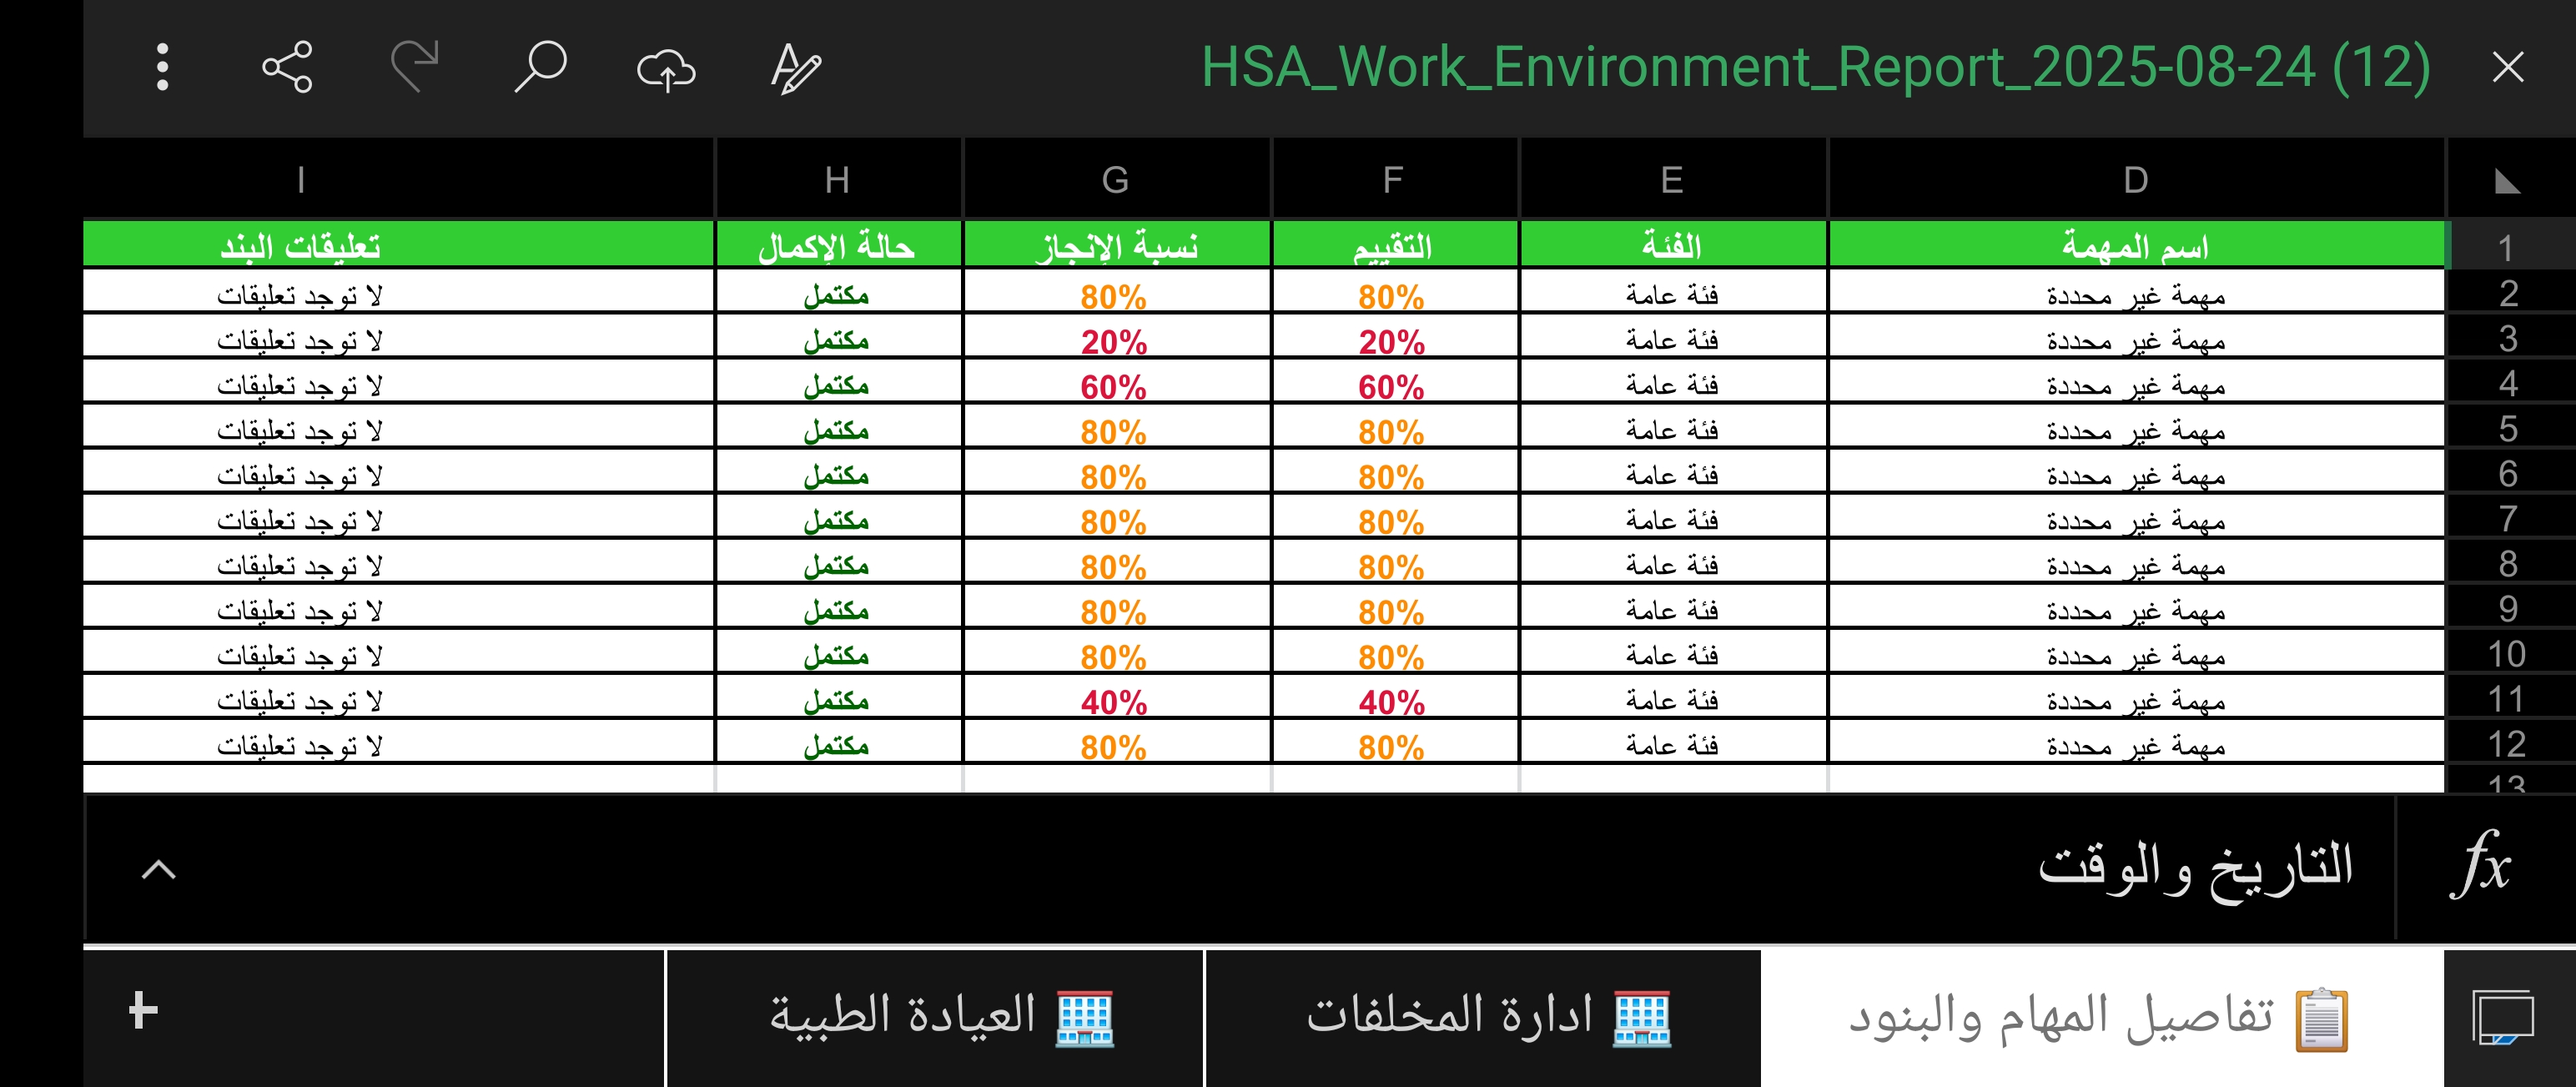 HSA_Work_Environment_Report_2025-08-24 (12)
D E F G H I
1 اسم المهمة الفئة التقييم نسبة الإنجاز حالة الإكمال تعليقات البند
2 مهمة غير محددة فئة عامة 80% 80% مكتمل لا توجد تعليقات
3 مهمة غير محددة فئة عامة 20% 20% مكتمل لا توجد تعليقات
4 مهمة غير محددة فئة عامة 60% 60% مكتمل لا توجد تعليقات
5 مهمة غير محددة فئة عامة 80% 80% مكتمل لا توجد تعليقات
6 مهمة غير محددة فئة عامة 80% 80% مكتمل لا توجد تعليقات
7 مهمة غير محددة فئة عامة 80% 80% مكتمل لا توجد تعليقات
8 مهمة غير محددة فئة عامة 80% 80% مكتمل لا توجد تعليقات
9 مهمة غير محددة فئة عامة 80% 80% مكتمل لا توجد تعليقات
10 مهمة غير محددة فئة عامة 80% 80% مكتمل لا توجد تعليقات
11 مهمة غير محددة فئة عامة 40% 40% مكتمل لا توجد تعليقات
12 مهمة غير محددة فئة عامة 80% 80% مكتمل لا توجد تعليقات
13
fx التاريخ والوقت
تفاصيل المهام والبنود ادارة المخلفات العيادة الطبية